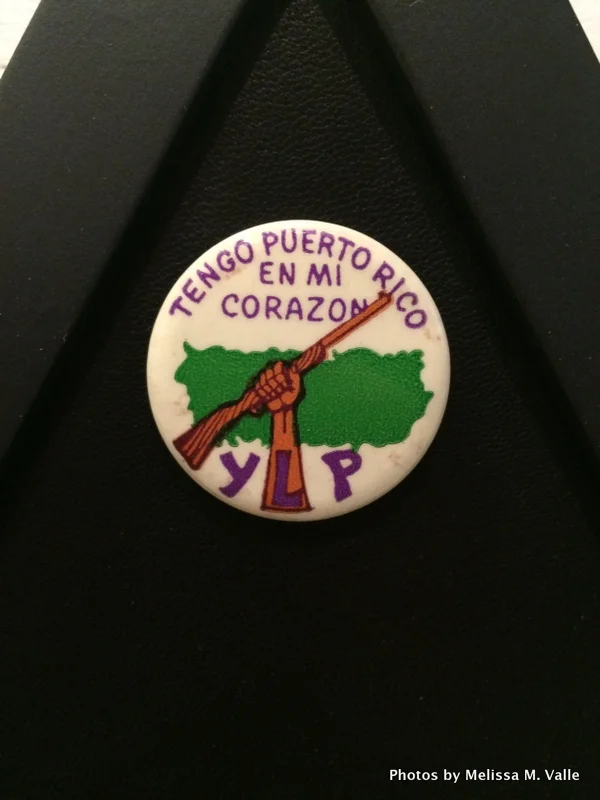 TENGO PUERTO RICO
EN MI
CORAZON
YLP
Photos by Melissa M. Valle